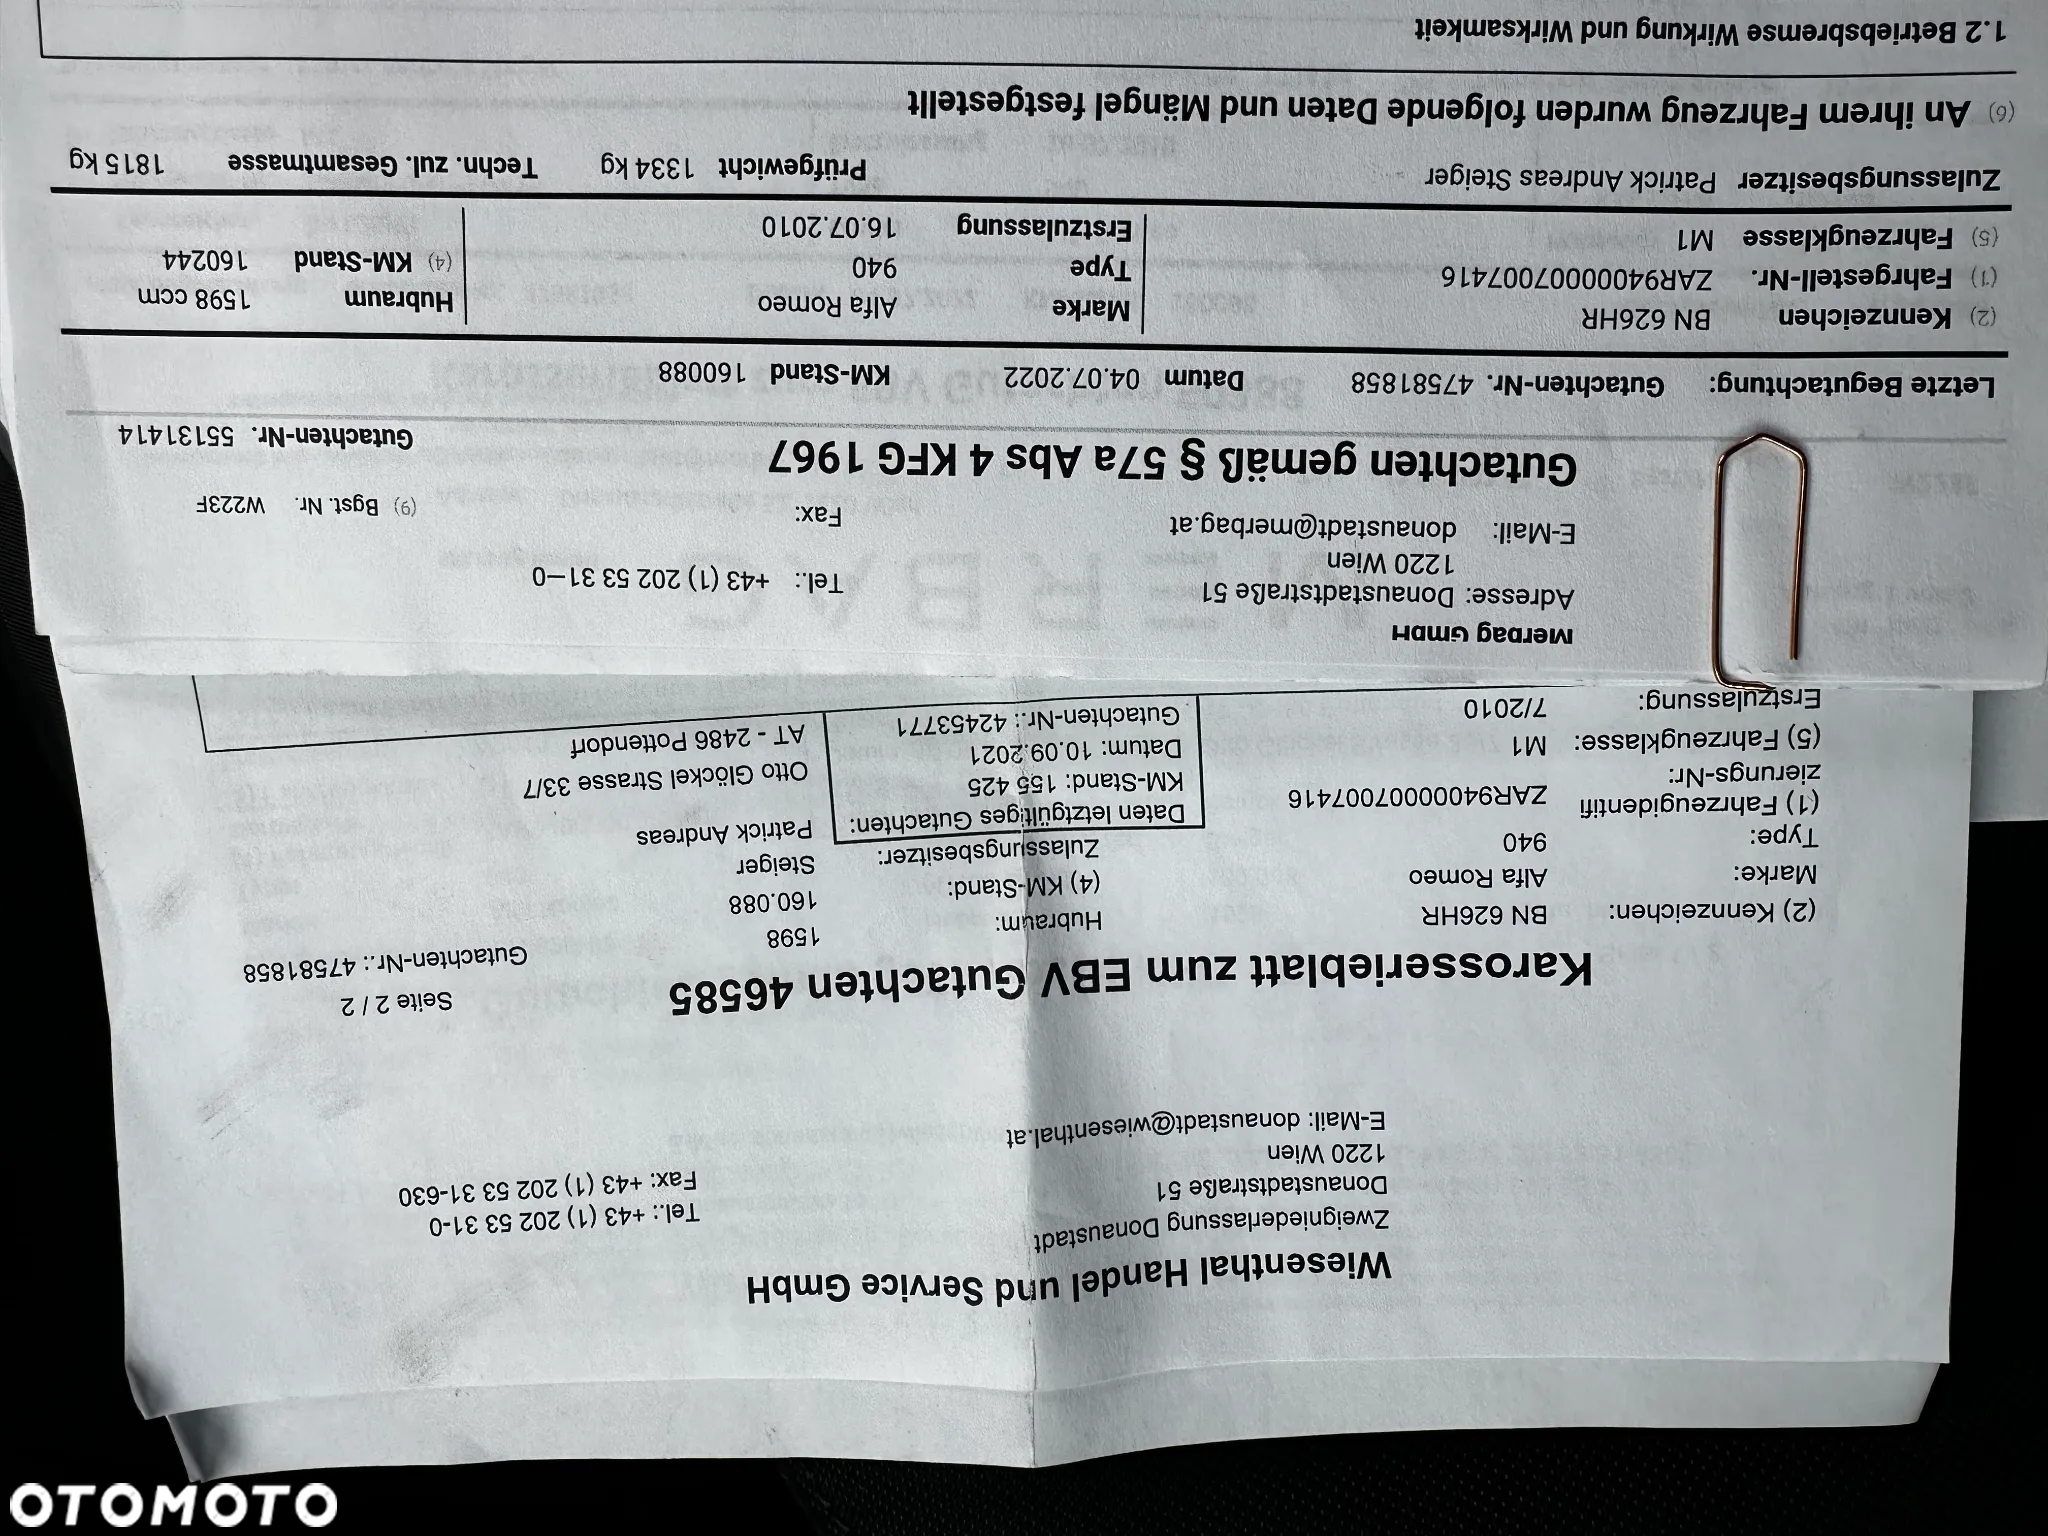 Wiesenthal Handel und Service GmbH
Zweigniederlassung Donaustadt
Donaustadtstraße 51
1220 Wien
E-Mail: donaustadt@wiesenthal.at
Tel.: +43 (1) 202 53 31-0
Fax: +43 (1) 202 53 31-630
Seite 2 / 2
Karosserieblatt zum EBV Gutachten 46585
Gutachten-Nr.: 47581858
(2) Kennzeichen: BN 626HR
Marke: Alfa Romeo
Type: 940
(1) Fahrzeugidentifi
zierungs-Nr: ZAR94000007007416
(5) Fahrzeugklasse: M1
Erstzulassung: 7/2010
Hubraum: 1598
(4) KM-Stand: 160.088
Zulassungsbesitzer: Steiger
Patrick Andreas
Otto Glöckel Strasse 33/7
AT - 2486 Pottendorf
Daten letztgültiges Gutachten:
KM-Stand: 155 425
Datum: 10.09.2021
Gutachten-Nr.: 42453771
Merbag GmbH
Adresse: Donaustadtstraße 51
1220 Wien
E-Mail: donaustadt@merbag.at
Tel.: +43 (1) 202 53 31–0
Fax:
(9) Bgst. Nr. W223F
Gutachten gemäß § 57a Abs 4 KFG 1967
Gutachten-Nr. 55131414
Letzte Begutachtung: Gutachten-Nr. 47581858 Datum 04.07.2022 KM-Stand 160088
(2) Kennzeichen BN 626HR Marke Alfa Romeo Hubraum 1598 ccm
(1) Fahrgestell-Nr. ZAR94000007007416 Type 940 (4) KM-Stand 160244
(5) Fahrzeugklasse M1 Erstzulassung 16.07.2010
Zulassungsbesitzer Patrick Andreas Steiger Prüfgewicht 1334 kg Techn. zul. Gesamtmasse 1815 kg
(6) An ihrem Fahrzeug wurden folgende Daten und Mängel festgestellt
1.2 Betriebsbremse Wirkung und Wirksamkeit
OTOMOTO